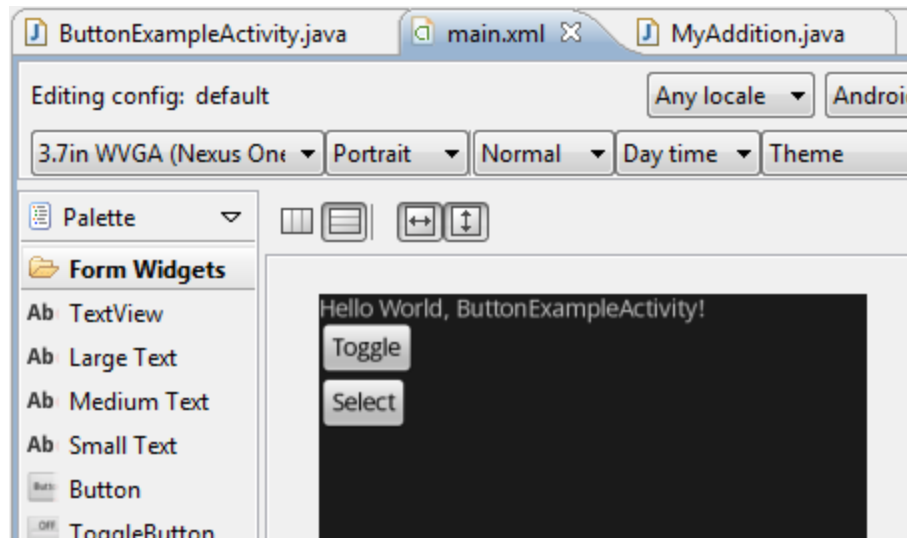 ButtonExampleActivity.java main.xml MyAddition.java
Editing config: default Any locale
3.7in WVGA (Nexus Portrait Normal Day time Theme
Palette
Form Widgets
Ab TextView
Ab Large Text
Ab Medium Text
Ab Small Text
Button
ToggleButton
Hello World, ButtonExampleActivity!
Toggle
Select